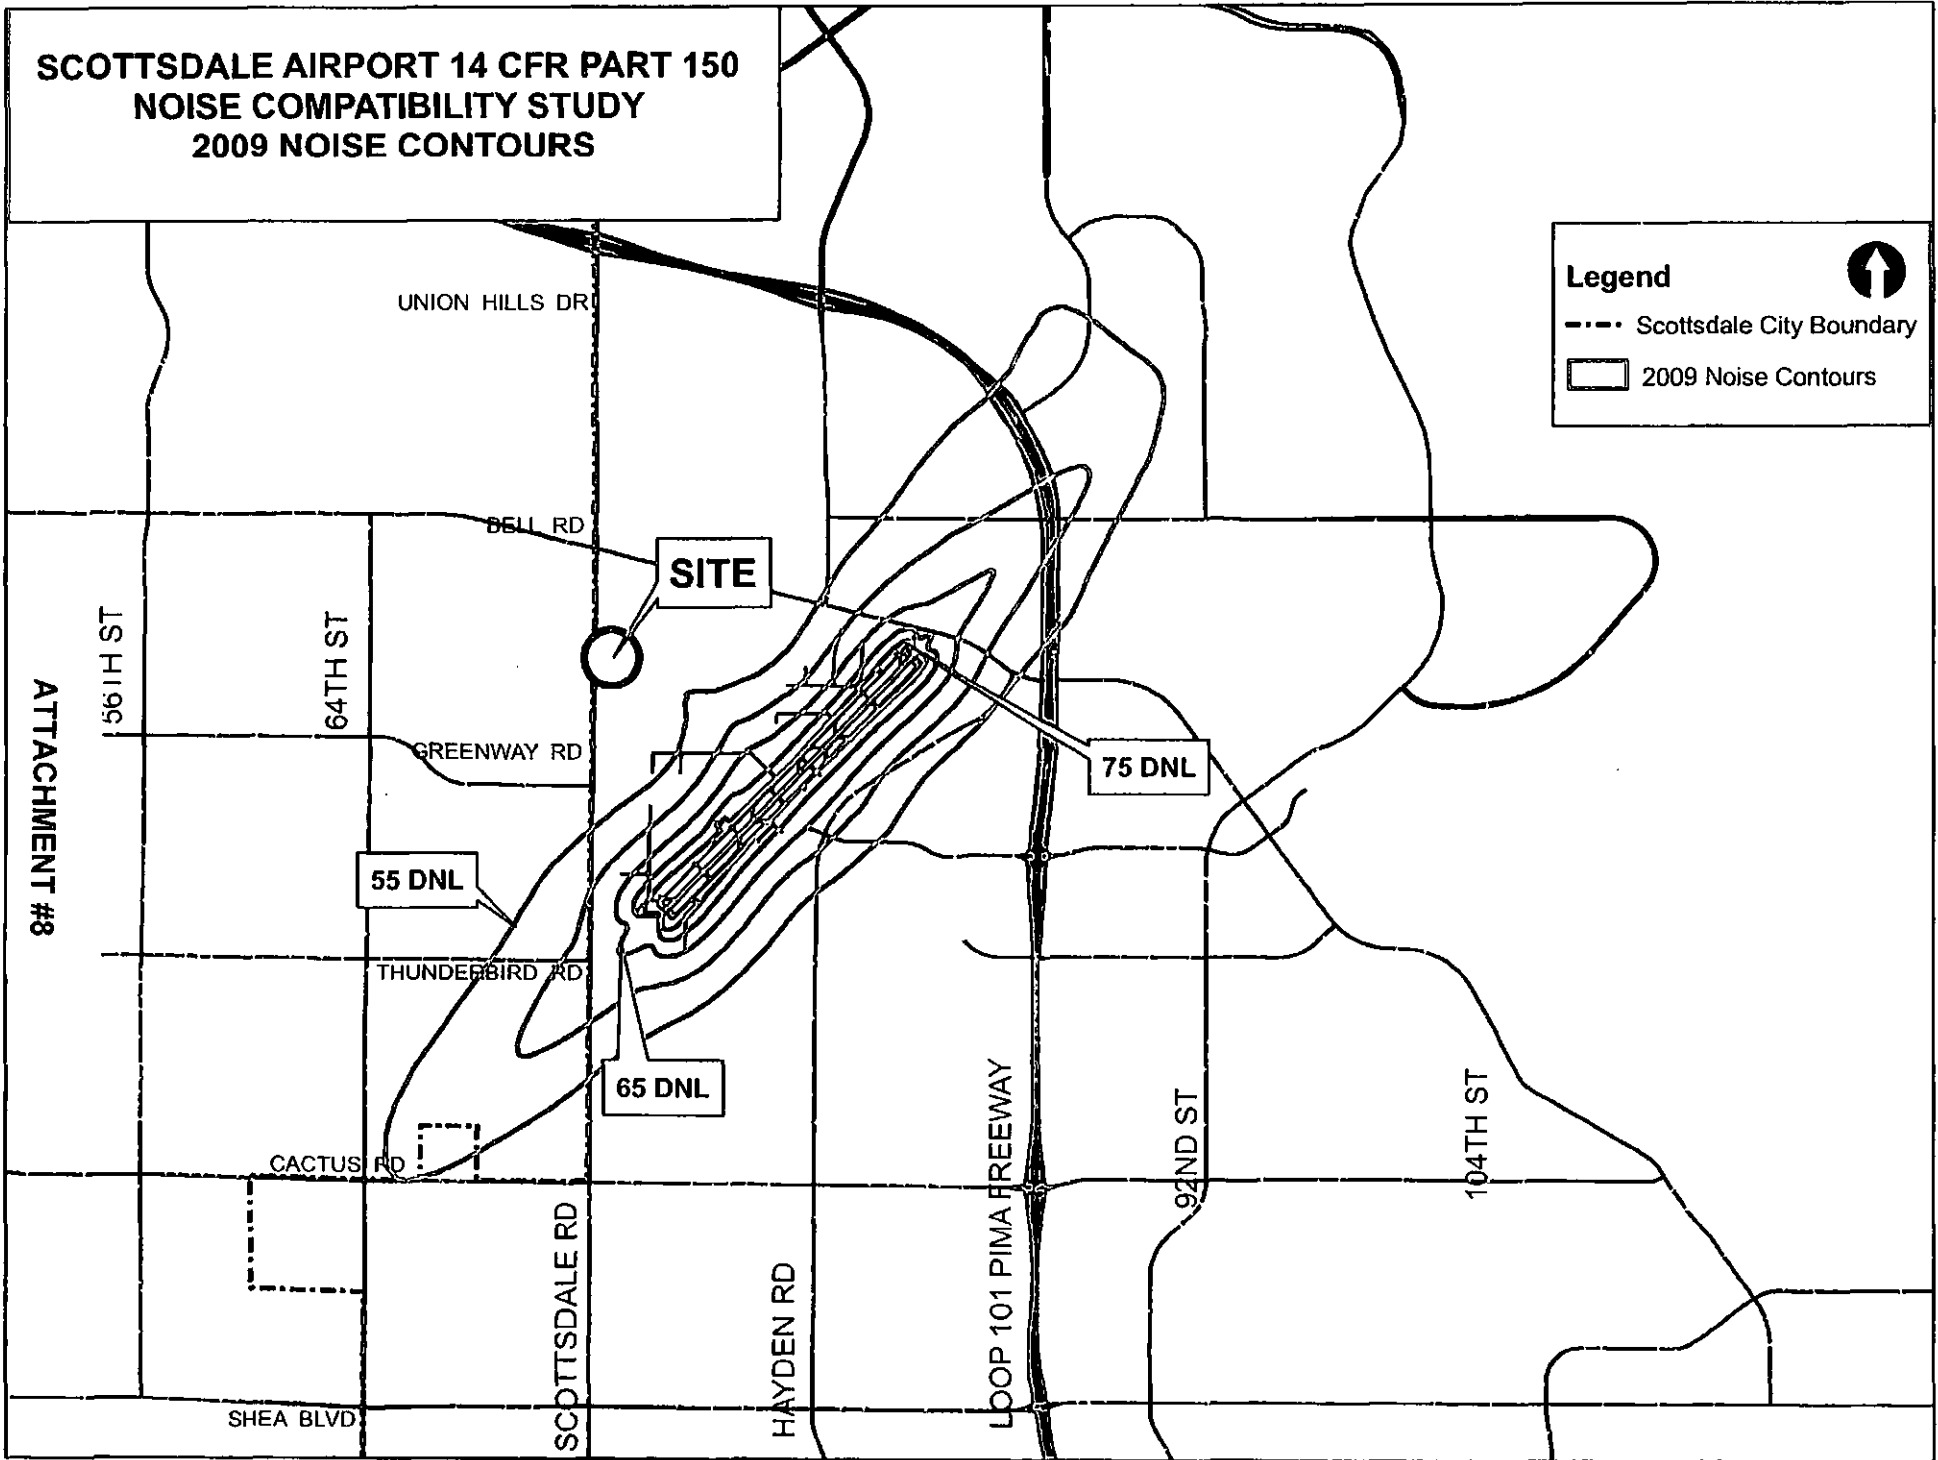 SCOTTSDALE AIRPORT 14 CFR PART 150
NOISE COMPATIBILITY STUDY
2009 NOISE CONTOURS
Legend
Scottsdale City Boundary
2009 Noise Contours
UNION HILLS DR
BELL RD
SITE
56TH ST
64TH ST
GREENWAY RD
75 DNL
ATTACHMENT #8
55 DNL
THUNDERBIRD RD
65 DNL
CACTUS RD
SCOTTSDALE RD
HAYDEN RD
LOOP 101 PIMA FREEWAY
92ND ST
104TH ST
SHEA BLVD